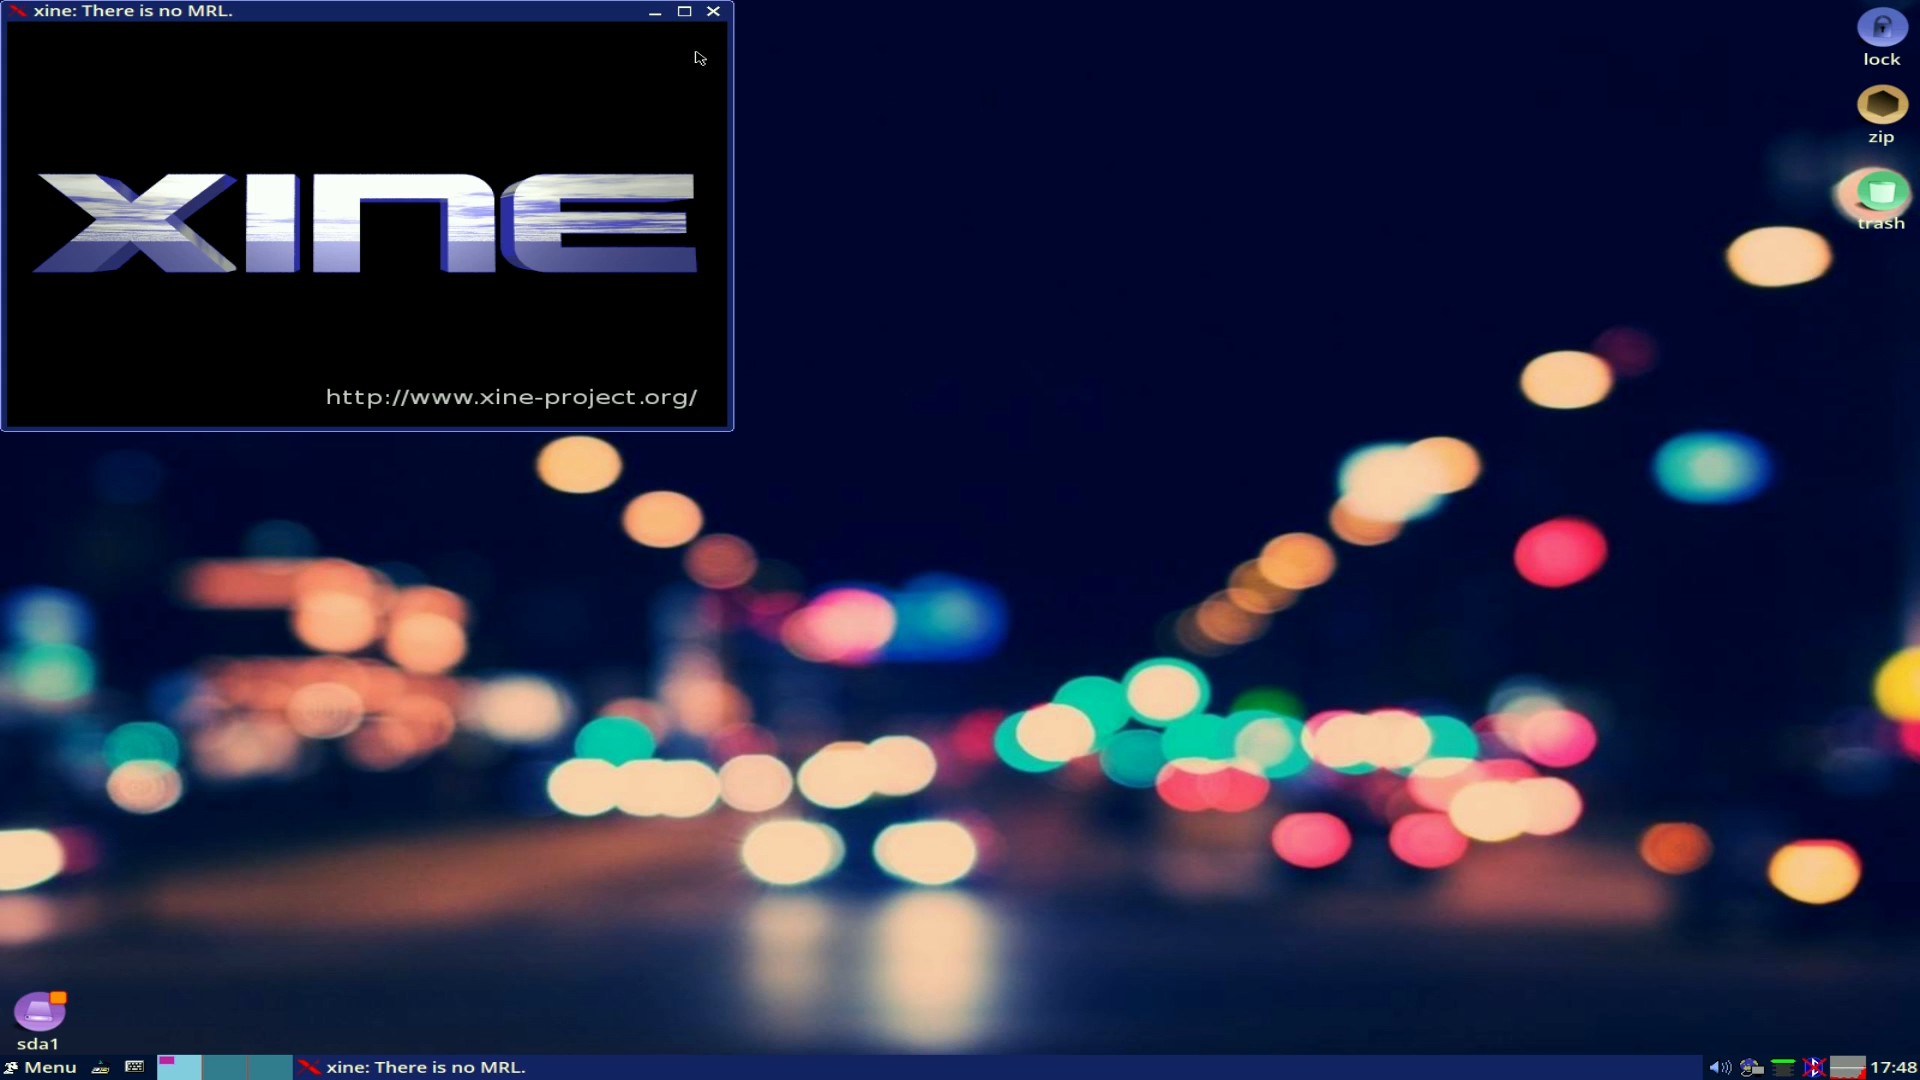 xine: There is no MRL.
XINE
http://www.xine-project.org/
lock
zip
trash
sda1
Menu
xine: There is no MRL.
17:48